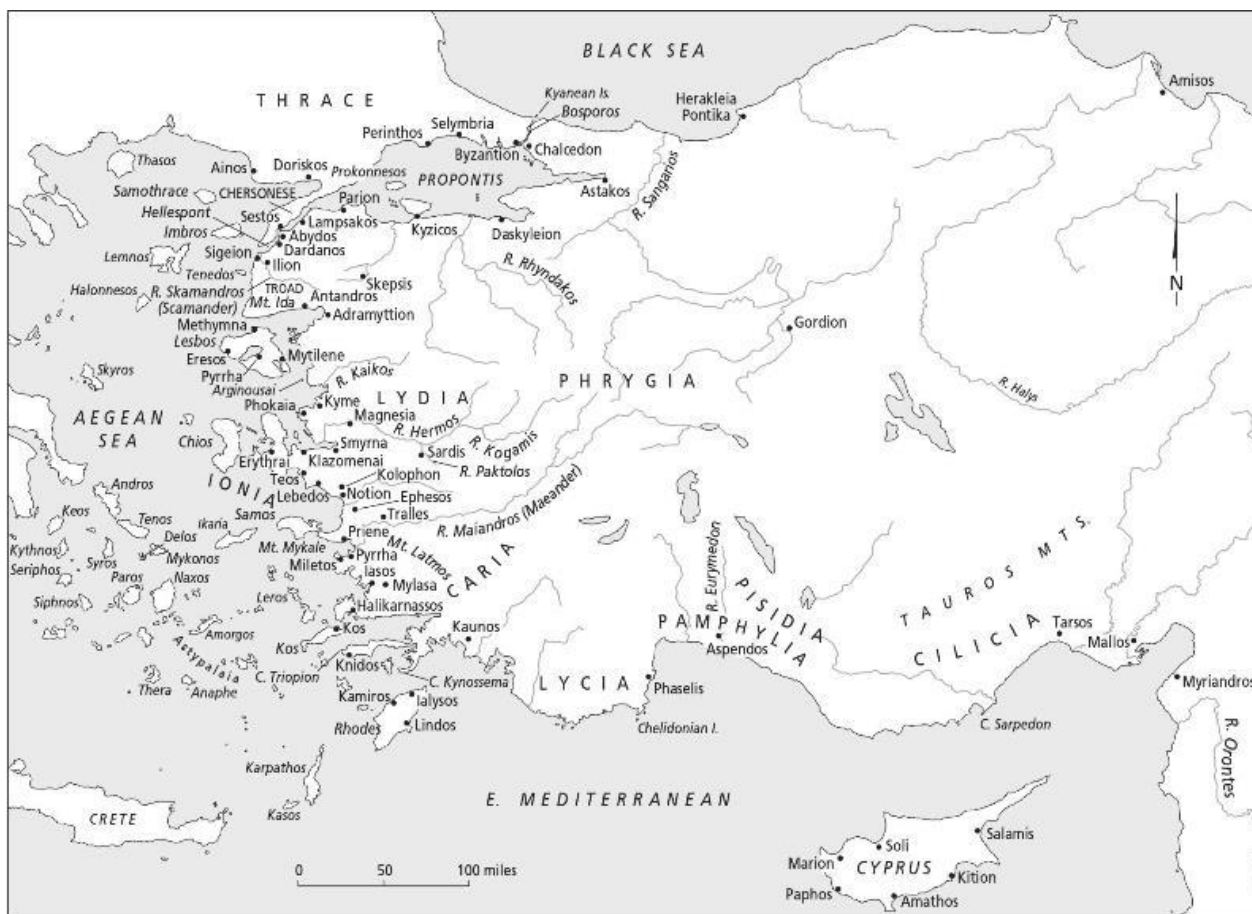 BLACK SEA
Kyanean Is.
Bosporos
THRACE
Amisos
Herakleia
Pontika
Selymbria
Perinthos
Byzantion
Chalcedon
Thasos
Ainos
Doriskos
Prokonnesos
PROPONTIS
Samothrace
CHERSONESE
Astakos
R. Sangarios
Hellespont
Sestos
Parion
Imbros
Lampsakos
Kyzicos
Daskyleion
Abydos
Dardanos
Lemnos
Sigeion
Ilion
Tenedos
Skepsis
R. Rhyndakos
N
Halonnesos
R. Skamandros
(Scamander)
TROAD
Mt. Ida
Antandros
Adramyttion
Gordion
Methymna
Lesbos
Eresos
Mytilene
Pyrrha
Arginousai
R. Kaikos
Skyros
PHRYGIA
R. Halys
LYDIA
Kyme
Phokaia
Magnesia
R. Hermos
AEGEAN
SEA
Chios
Smyrna
R. Kogamis
Sardis
Erythrai
Klazomenai
R. Paktolos
Teos
Kolophon
Andros
IONIA
Lebedos
Notion
Ephesos
Keos
Tenos
Ikaria
Samos
Tralles
R. Maiandros (Maeander)
Delos
Priene
Kythnos
Syros
Mykonos
Mt. Mykale
Mt. Latmos
Seriphos
Paros
Naxos
Miletos
Pyrrha
CARIA
R. Eurymedon
Iasos
Mylasa
Siphnos
Leros
Halikarnassos
PISIDIA
TAUROS MTS.
Amorgos
Kos
Kaunos
PAMPHYLIA
Aspendos
CILICIA
Tarsos
Mallos
Astypalaia
Kos
Knidos
Thera
Anaphe
C. Triopion
C. Kynossema
LYCIA
Phaselis
Myriandros
Kamiros
Ialysos
Rhodes
Lindos
Chelidonian I.
C. Sarpedon
R. Orontes
Karpathos
Kasos
E. MEDITERRANEAN
CRETE
Salamis
Soli
Marion
CYPRUS
Kition
Paphos
Amathos
0 50 100 miles